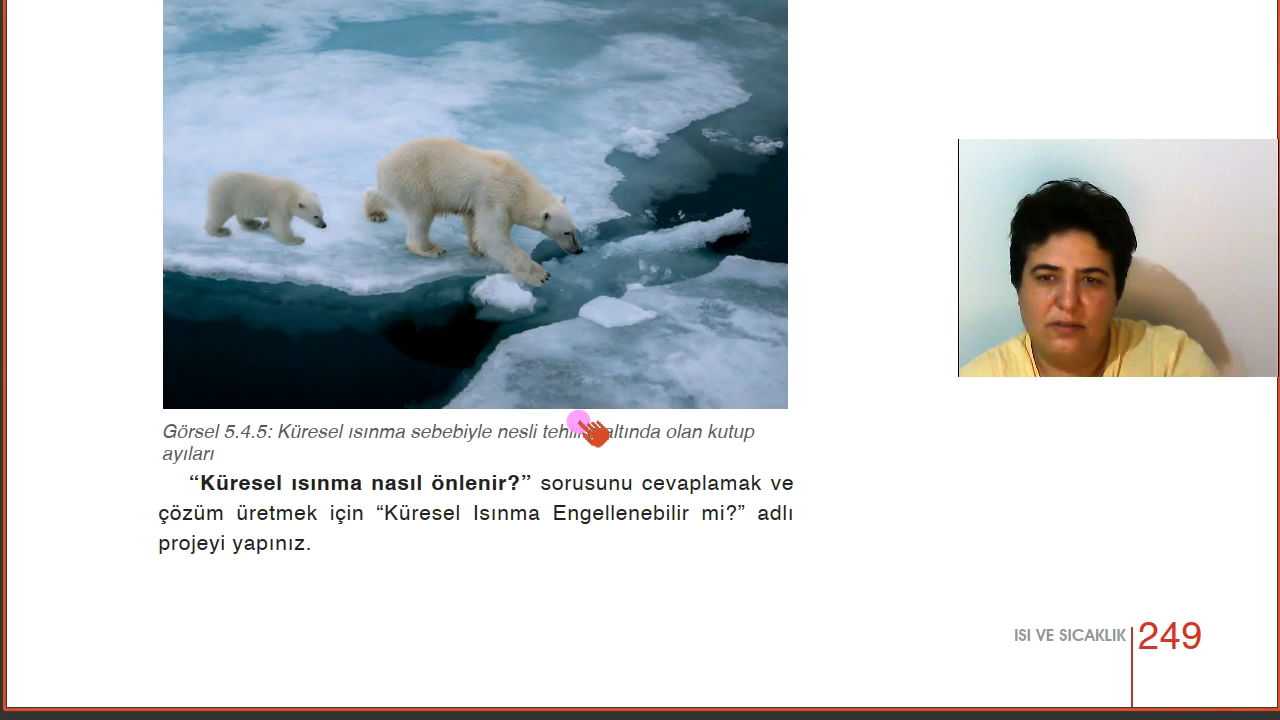 Görsel 5.4.5: Küresel ısınma sebebiyle nesli altında olan kutup
ayıları
“Küresel ısınma nasıl önlenir?” sorusunu cevaplamak ve
çözüm üretmek için “Küresel Isınma Engellenebilir mi?” adlı
projeyi yapınız.
ISI VE SICAKLIK 249